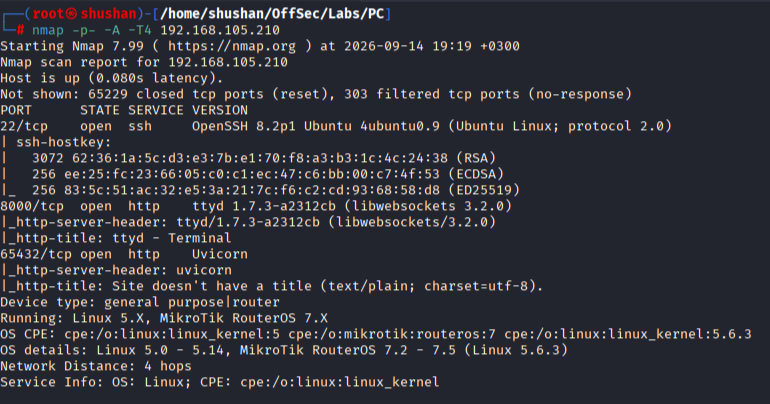 ┌──(root㉿shushan)-[/home/shushan/OffSec/Labs/PC]
└─# nmap -p- -A -T4 192.168.105.210
Starting Nmap 7.99 ( https://nmap.org ) at 2026-09-14 19:19 +0300
Nmap scan report for 192.168.105.210
Host is up (0.080s latency).
Not shown: 65229 closed tcp ports (reset), 303 filtered tcp ports (no-response)
PORT      STATE SERVICE VERSION
22/tcp    open  ssh     OpenSSH 8.2p1 Ubuntu 4ubuntu0.9 (Ubuntu Linux; protocol 2.0)
| ssh-hostkey:
|   3072 62:36:1a:5c:d3:e3:7b:e1:70:f8:a3:b3:1c:4c:24:38 (RSA)
|   256 ee:25:fc:23:66:05:c0:c1:ec:47:c6:bb:00:c7:4f:53 (ECDSA)
|_  256 83:5c:51:ac:32:e5:3a:21:7c:f6:c2:cd:93:68:58:d8 (ED25519)
8000/tcp  open  http    ttyd 1.7.3-a2312cb (libwebsockets 3.2.0)
|_http-server-header: ttyd/1.7.3-a2312cb (libwebsockets/3.2.0)
|_http-title: ttyd - Terminal
65432/tcp open  http    Uvicorn
|_http-server-header: uvicorn
|_http-title: Site doesn't have a title (text/plain; charset=utf-8).
Device type: general purpose|router
Running: Linux 5.X, MikroTik RouterOS 7.X
OS CPE: cpe:/o:linux:linux_kernel:5 cpe:/o:mikrotik:routeros:7 cpe:/o:linux:linux_kernel:5.6.3
OS details: Linux 5.0 - 5.14, MikroTik RouterOS 7.2 - 7.5 (Linux 5.6.3)
Network Distance: 4 hops
Service Info: OS: Linux; CPE: cpe:/o:linux:linux_kernel